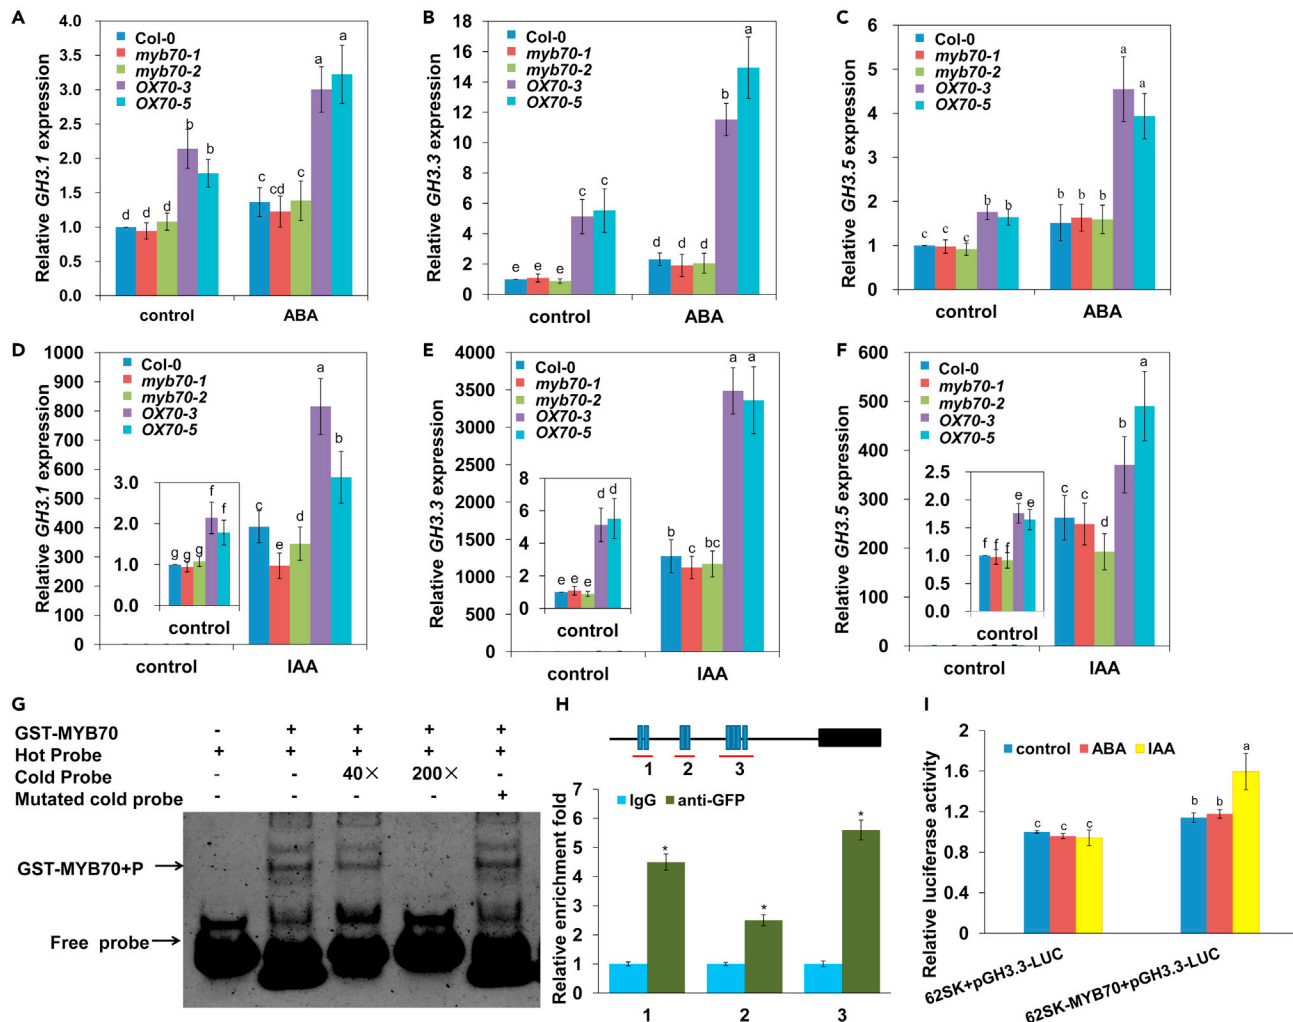 A
Relative GH3.1 expression
4.0
3.5
3.0
2.5
2.0
1.5
1.0
0.5
0.0
Col-0
myb70-1
myb70-2
OX70-3
OX70-5
d d d b b
c cd c a a
control ABA
B
Relative GH3.3 expression
18
16
14
12
10
8
6
4
2
0
Col-0
myb70-1
myb70-2
OX70-3
OX70-5
e e e c c
d d d b a
control ABA
C
Relative GH3.5 expression
6
5
4
3
2
1
0
Col-0
myb70-1
myb70-2
OX70-3
OX70-5
c c c b b
b b b a a
control ABA
D
Relative GH3.1 expression
1000
900
800
700
600
500
400
300
200
100
0
Col-0
myb70-1
myb70-2
OX70-3
OX70-5
3.0
2.0
1.0
0.0
g g g f f
control
c e d a b
control IAA
E
Relative GH3.3 expression
4000
3500
3000
2500
2000
1500
1000
500
0
Col-0
myb70-1
myb70-2
OX70-3
OX70-5
8
6
4
2
0
e e e d d
control
b c bc a a
control IAA
F
Relative GH3.5 expression
600
500
400
300
200
100
0
Col-0
myb70-1
myb70-2
OX70-3
OX70-5
2.5
2.0
1.5
1.0
0.5
0.0
f f f e e
control
c c d b a
control IAA
G
GST-MYB70 - + + + +
Hot Probe + + + + +
Cold Probe - - 40× 200× -
Mutated cold probe - - - - +
GST-MYB70+P
Free probe
H
1 2 3
Relative enrichment fold
7
6
5
4
3
2
1
0
IgG anti-GFP
* * *
1 2 3
I
Relative luciferase activity
2
1.6
1.2
0.8
0.4
0
control ABA IAA
c c c
b b a
62SK+pGH3.3-LUC
62SK-MYB70+pGH3.3-LUC